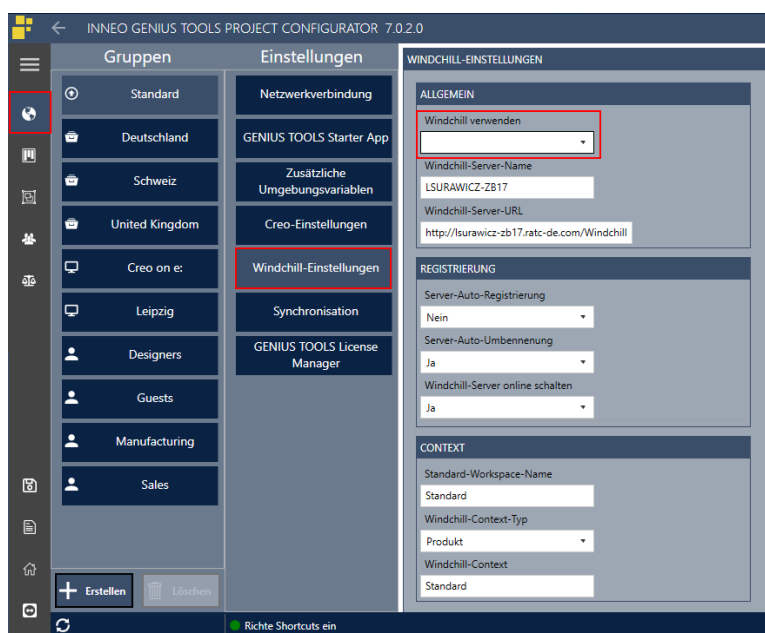 INNEO GENIUS TOOLS PROJECT CONFIGURATOR 7.0.2.0
Gruppen
Standard
Deutschland
Schweiz
United Kingdom
Creo on e:
Leipzig
Designers
Guests
Manufacturing
Sales
Erstellen
Löschen
Einstellungen
Netzwerkverbindung
GENIUS TOOLS Starter App
Zusätzliche
Umgebungsvariablen
Creo-Einstellungen
Windchill-Einstellungen
Synchronisation
GENIUS TOOLS License
Manager
Richte Shortcuts ein
WINDCHILL-EINSTELLUNGEN
ALLGEMEIN
Windchill verwenden
Windchill-Server-Name
LSURAWICZ-ZB17
Windchill-Server-URL
http://lsurawicz-zb17.ratc-de.com/Windchill
REGISTRIERUNG
Server-Auto-Registrierung
Nein
Server-Auto-Umbennenung
Ja
Windchill-Server online schalten
Ja
CONTEXT
Standard-Workspace-Name
Standard
Windchill-Context-Typ
Produkt
Windchill-Context
Standard